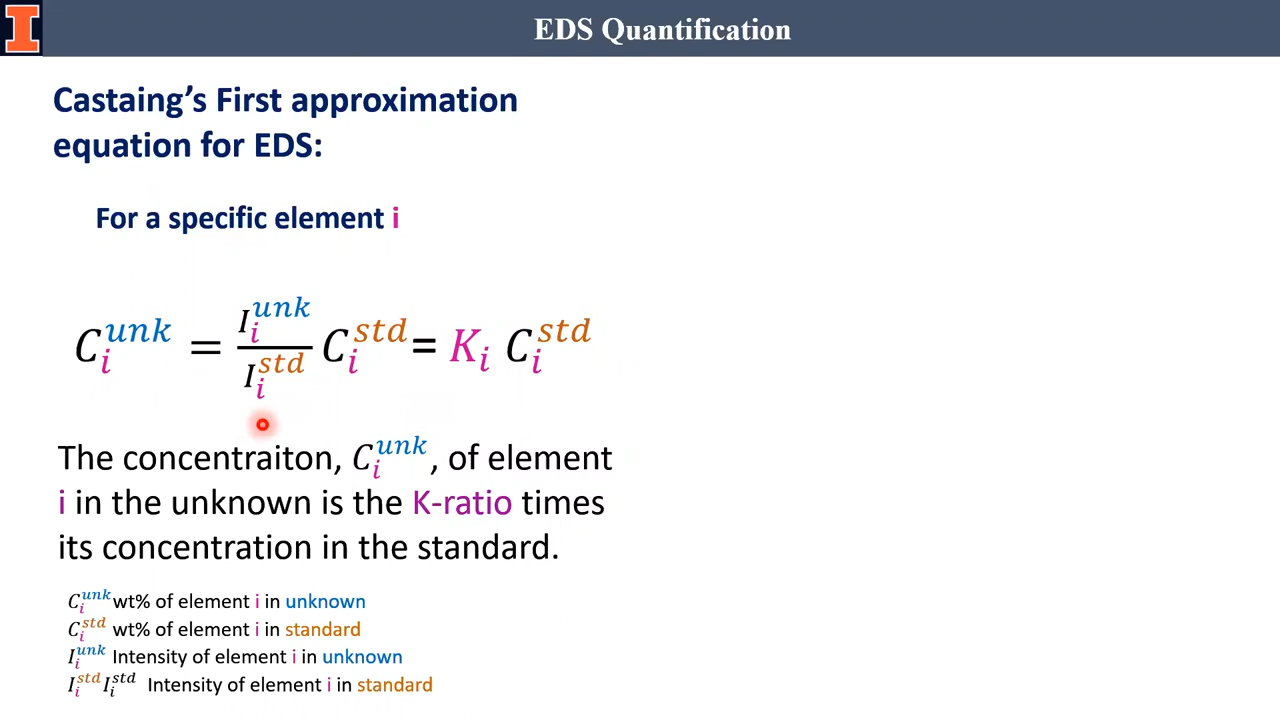 EDS Quantification
Castaing’s First approximation
equation for EDS:
For a specific element i
C_i^{unk} = \frac{I_i^{unk}}{I_i^{std}} C_i^{std} = K_i C_i^{std}
The concentraiton, C_i^{unk}, of element
i in the unknown is the K-ratio times
its concentration in the standard.
C_i^{unk} wt% of element i in unknown
C_i^{std} wt% of element i in standard
I_i^{unk} Intensity of element i in unknown
I_i^{std} I_i^{std} Intensity of element i in standard